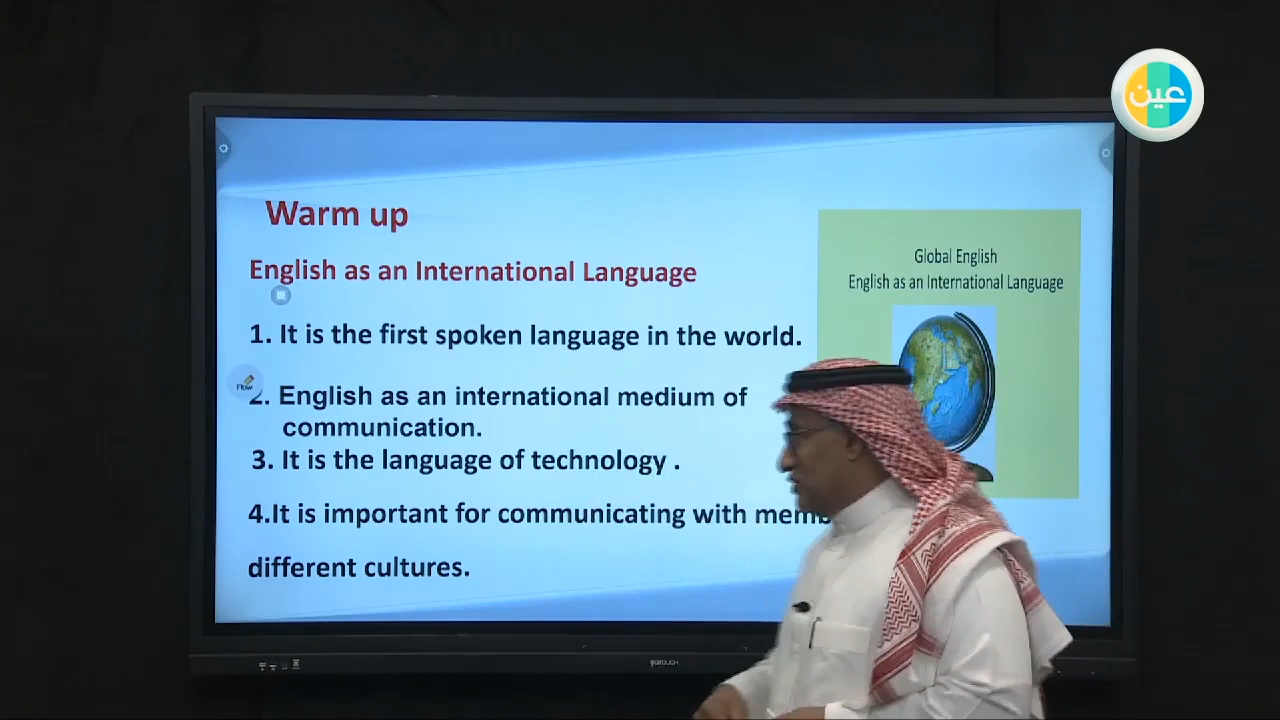 عين
Warm up
English as an International Language
1. It is the first spoken language in the world.
Flow
2. English as an international medium of
communication.
3. It is the language of technology .
4.It is important for communicating with
different cultures.
Global English
English as an International Language